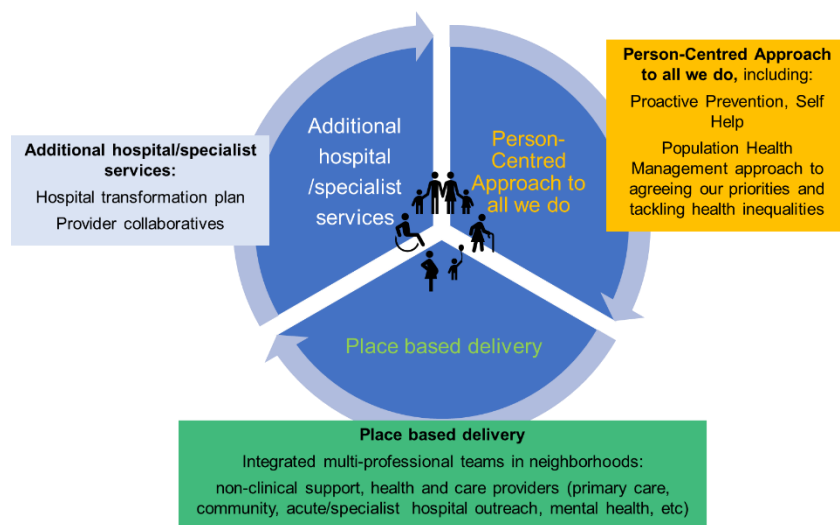 Additional
hospital
/specialist
services
Person-
Centred
Approach to
all we do
Place based delivery
Additional hospital/specialist
services:
Hospital transformation plan
Provider collaboratives
Person-Centred Approach
to all we do, including:
Proactive Prevention, Self
Help
Population Health
Management approach to
agreeing our priorities and
tackling health inequalities
Place based delivery
Integrated multi-professional teams in neighborhoods:
non-clinical support, health and care providers (primary care,
community, acute/specialist hospital outreach, mental health, etc)